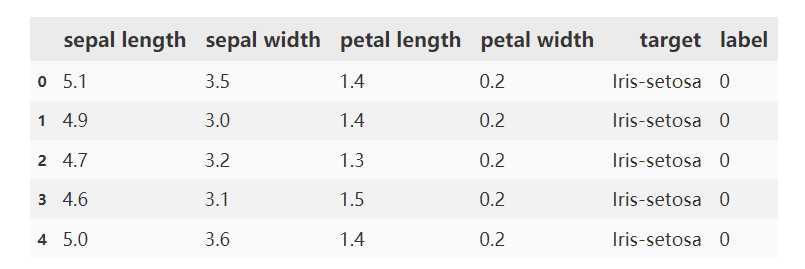 sepal length sepal width petal length petal width target label
0 5.1 3.5 1.4 0.2 Iris-setosa 0
1 4.9 3.0 1.4 0.2 Iris-setosa 0
2 4.7 3.2 1.3 0.2 Iris-setosa 0
3 4.6 3.1 1.5 0.2 Iris-setosa 0
4 5.0 3.6 1.4 0.2 Iris-setosa 0